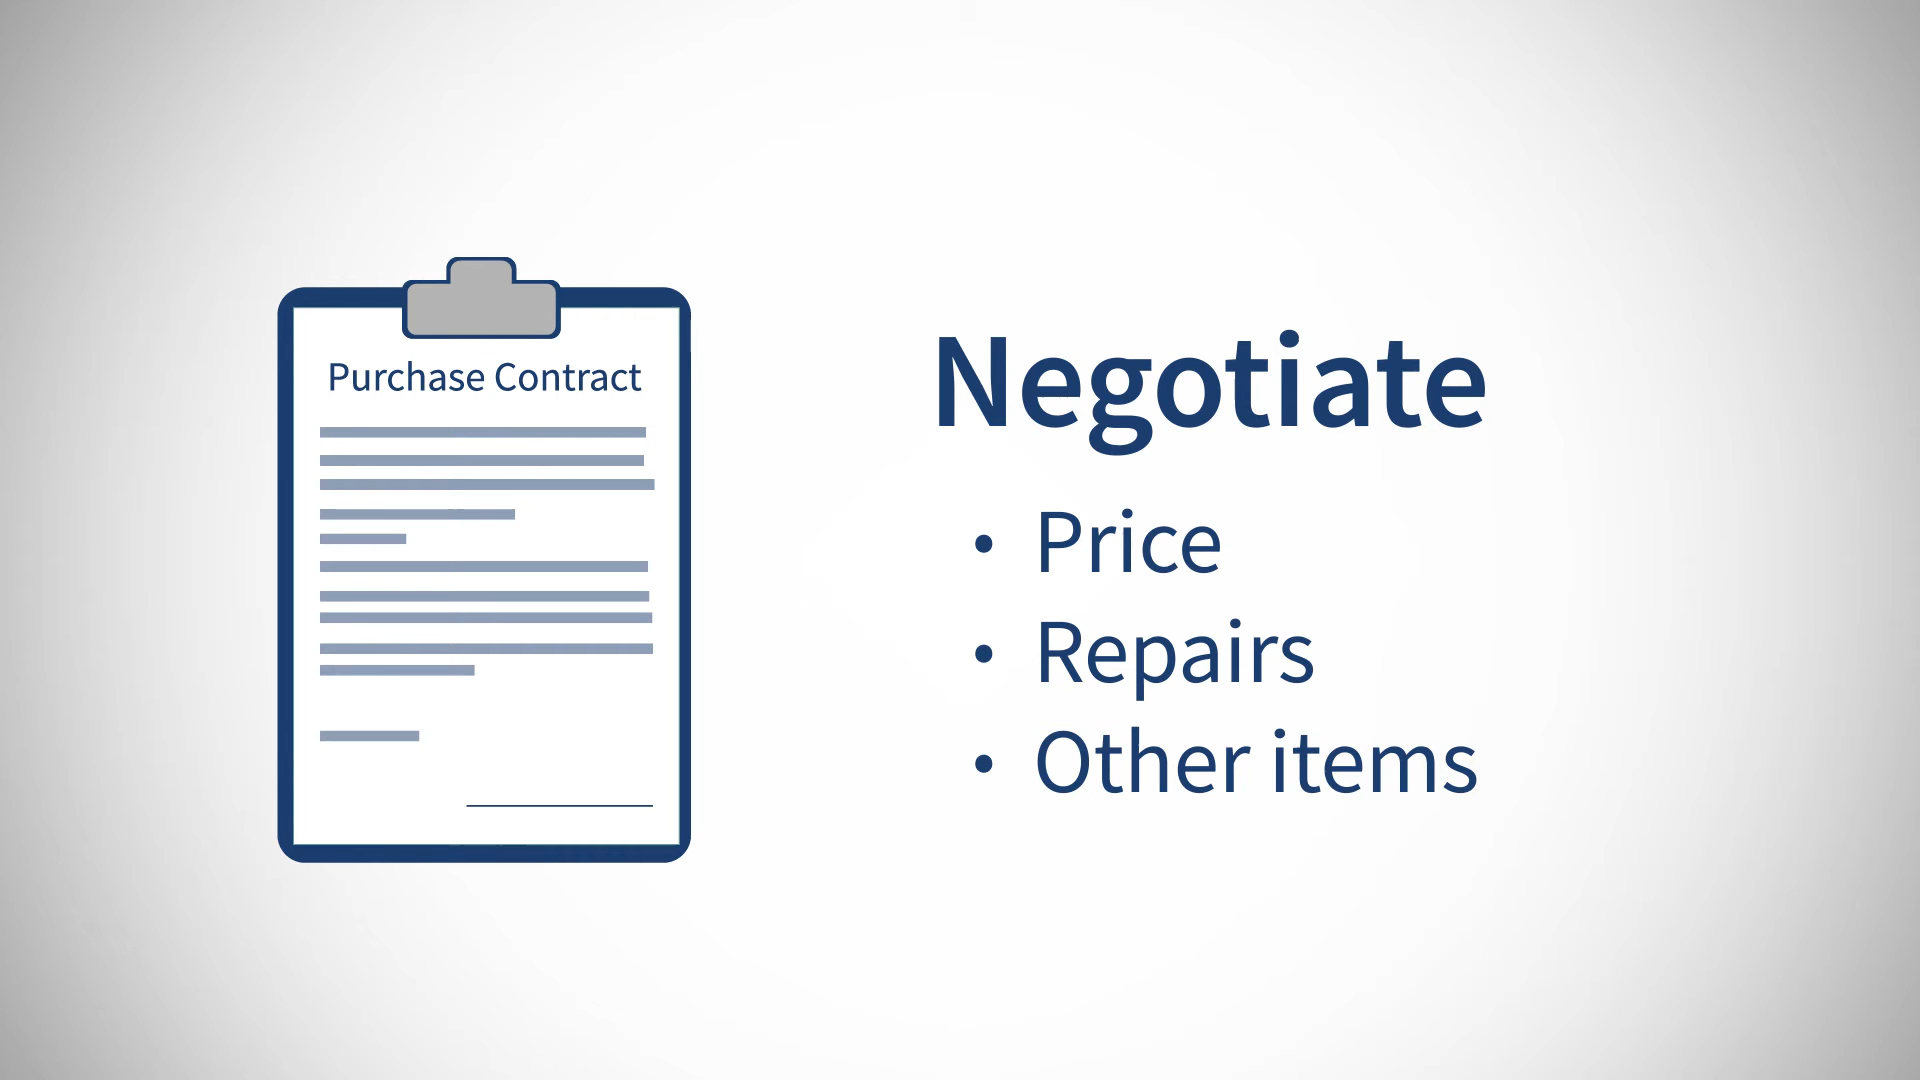 Purchase Contract
Negotiate
• Price
• Repairs
• Other items